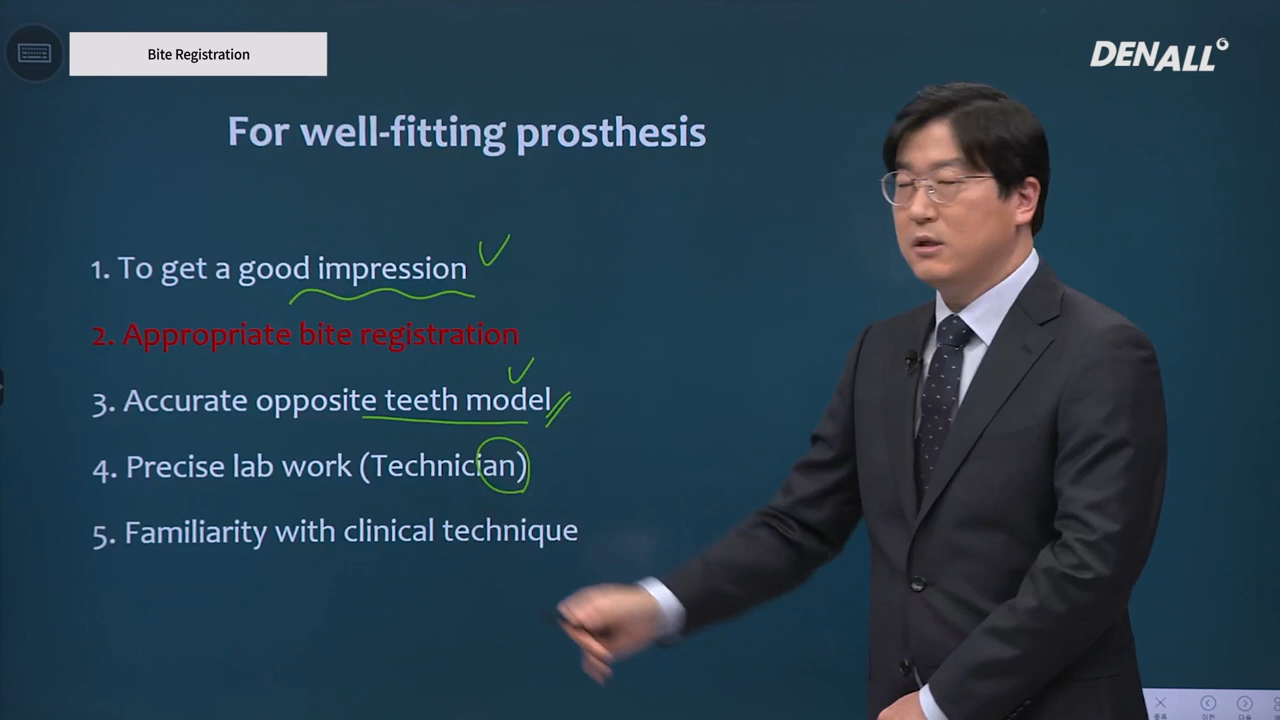 Bite Registration
DENALL
For well-fitting prosthesis
1. To get a good impression
2. Appropriate bite registration
3. Accurate opposite teeth model
4. Precise lab work (Technician)
5. Familiarity with clinical technique